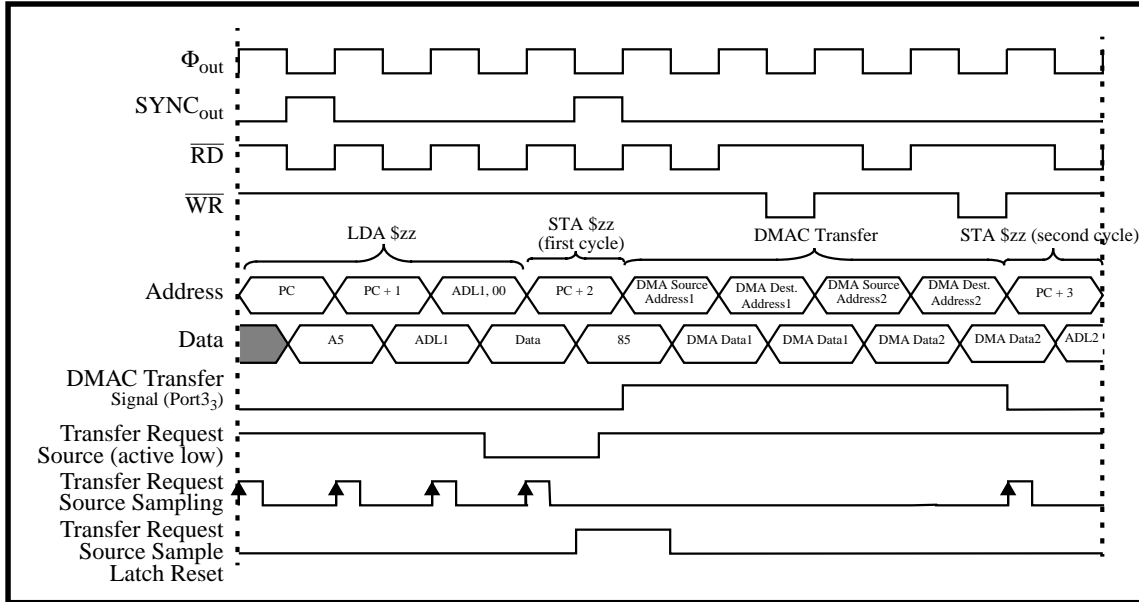 Φout
SYNCout
RD
WR
LDA $zz
STA $zz
(first cycle)
DMAC Transfer
STA $zz (second cycle)
Address
PC
PC + 1
ADL1, 00
PC + 2
DMA Source
Address1
DMA Dest.
Address1
DMA Source
Address2
DMA Dest.
Address2
PC + 3
Data
A5
ADL1
Data
85
DMA Data1
DMA Data1
DMA Data2
DMA Data2
ADL2
DMAC Transfer
Signal (Port33)
Transfer Request
Source (active low)
Transfer Request
Source Sampling
Transfer Request
Source Sample
Latch Reset